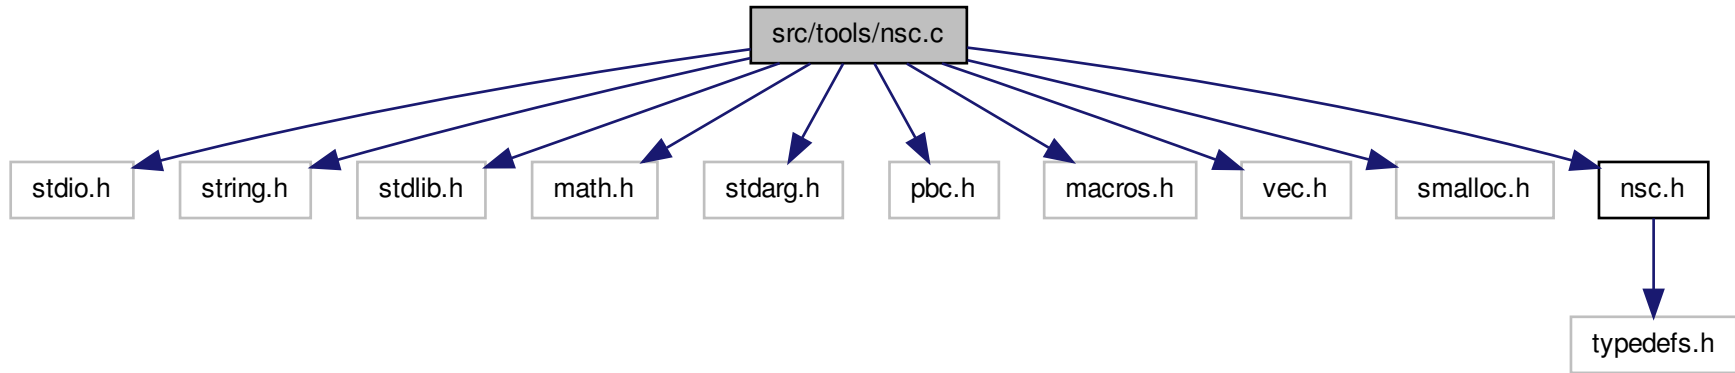 src/tools/nsc.c
stdio.h
string.h
stdlib.h
math.h
stdarg.h
pbc.h
macros.h
vec.h
smalloc.h
nsc.h
typedefs.h